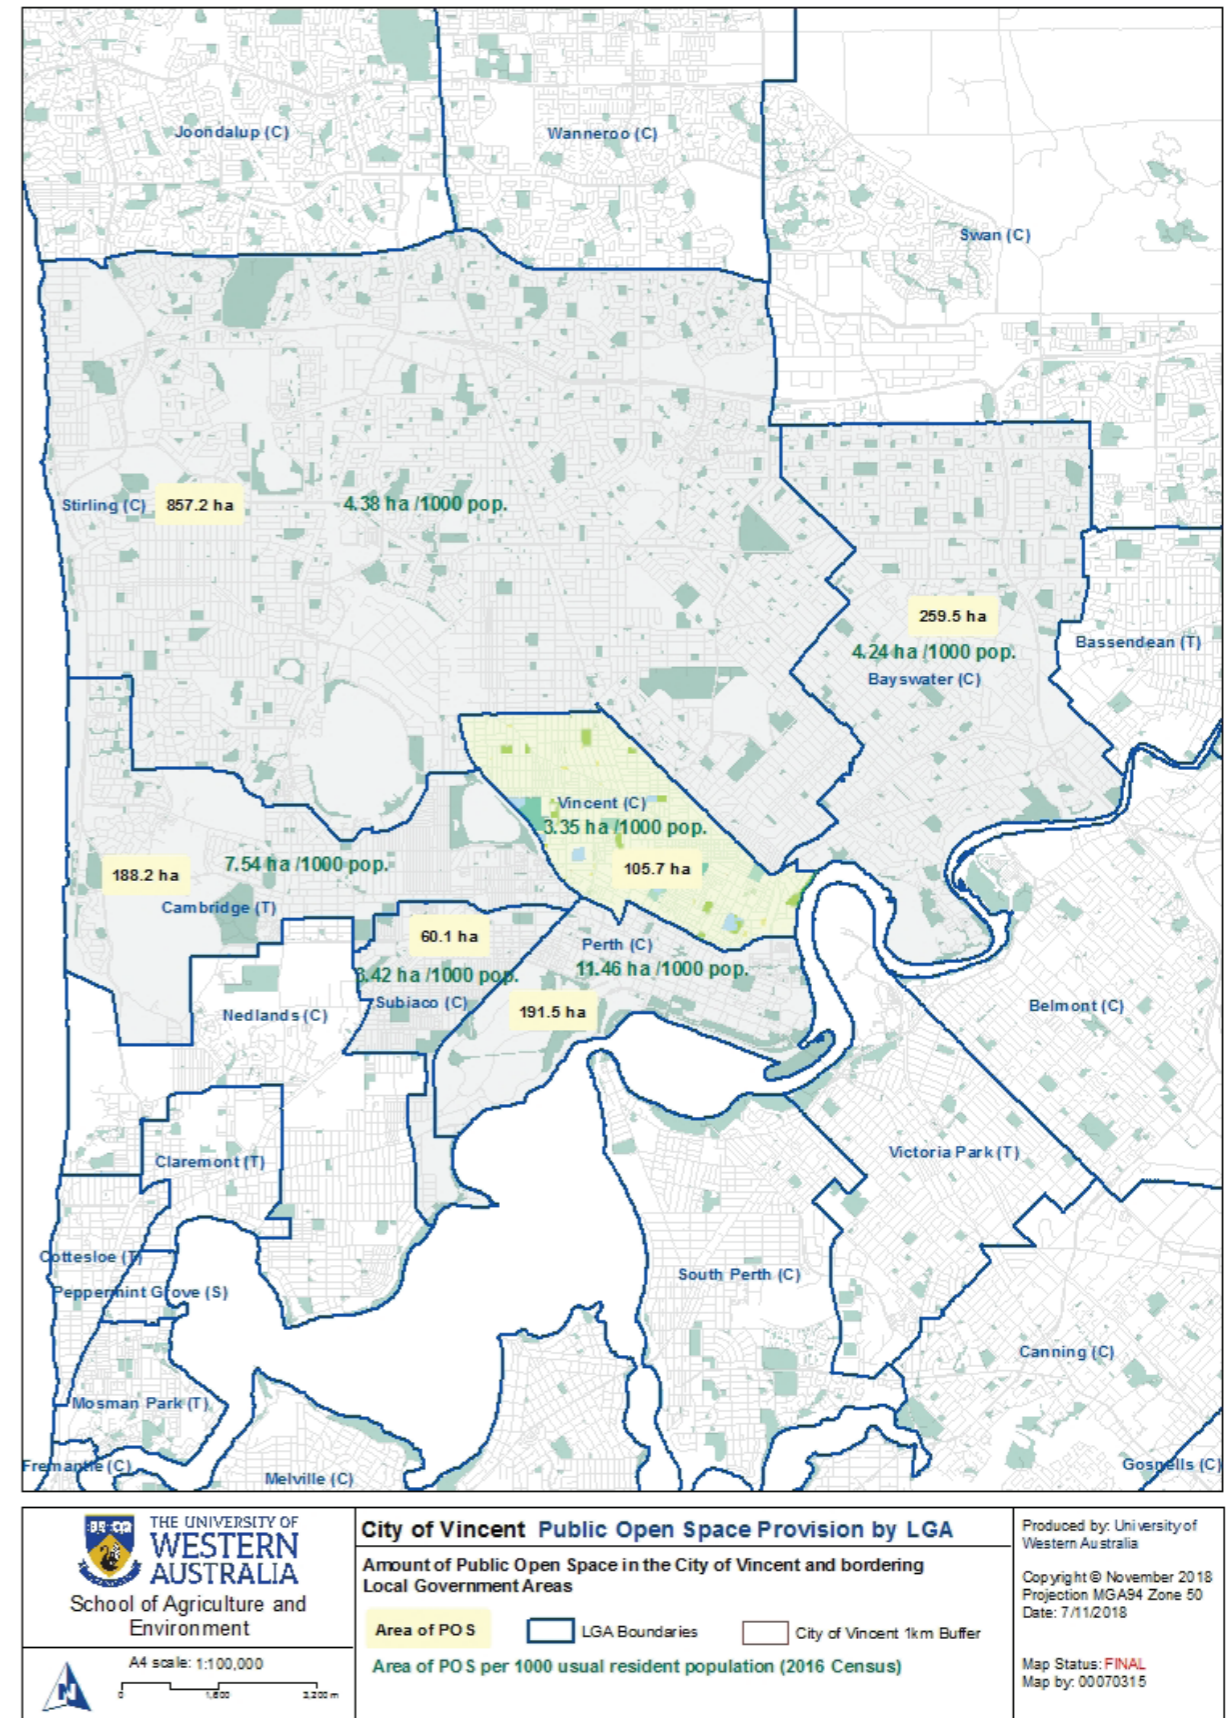 Joondalup (C)
Wanneroo (C)
Swan (C)
Stirling (C)
857.2 ha
4.38 ha /1000 pop.
259.5 ha
4.24 ha /1000 pop.
Bayswater (C)
Bassendean (T)
Vincent (C)
3.35 ha /1000 pop.
105.7 ha
188.2 ha
7.54 ha /1000 pop.
Cambridge (T)
60.1 ha
Perth (C)
11.46 ha /1000 pop.
.42 ha /1000 pop.
Subiaco (C)
191.5 ha
Nedlands (C)
Belmont (C)
Claremont (T)
Victoria Park (T)
Cottesloe (T)
Peppermint Grove (S)
South Perth (C)
Canning (C)
Mosman Park (T)
Fremantle (C)
Melville (C)
Gosnells (C)
THE UNIVERSITY OF
WESTERN
AUSTRALIA
School of Agriculture and
Environment
A4 scale: 1:100,000
0
m
N
City of Vincent Public Open Space Provision by LGA
Amount of Public Open Space in the City of Vincent and bordering
Local Government Areas
Area of POS
LGA Boundaries
City of Vincent 1km Buffer
Area of POS per 1000 usual resident population (2016 Census)
Produced by: University of
Western Australia
Copyright © November 2018
Projection MGA94 Zone 50
Date: 7/11/2018
Map Status: FINAL
Map by: 00070315